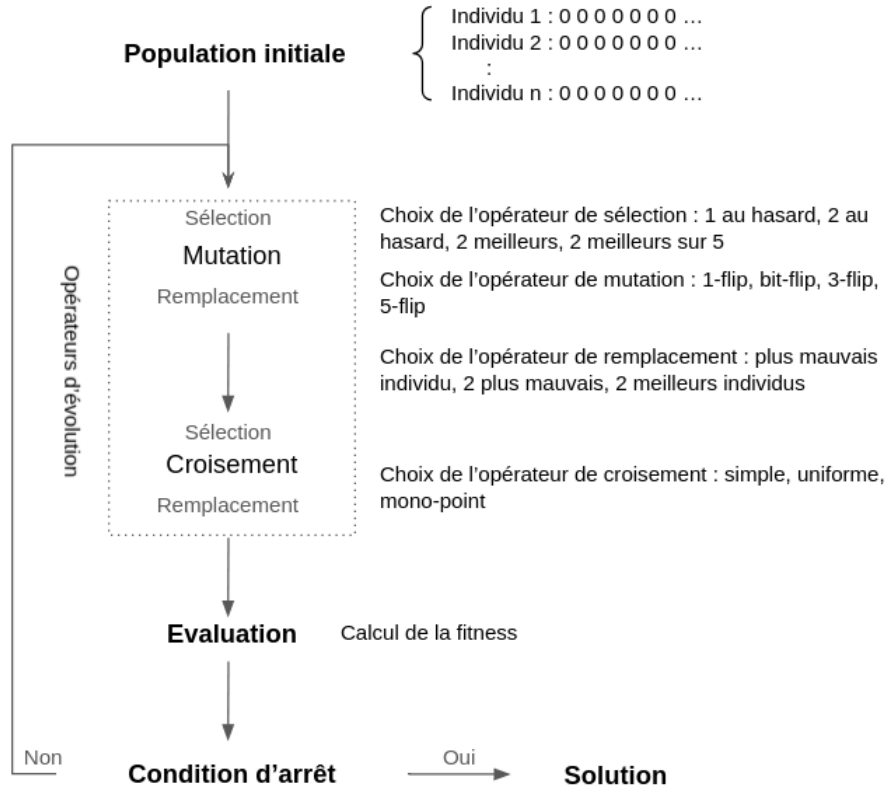 Population initiale
Individu 1 : 0 0 0 0 0 0 0 ...
Individu 2 : 0 0 0 0 0 0 0 ...
:
Individu n : 0 0 0 0 0 0 0 ...
Opérateurs d'évolution
Sélection
Mutation
Remplacement
Choix de l'opérateur de sélection : 1 au hasard, 2 au
hasard, 2 meilleurs, 2 meilleurs sur 5
Choix de l'opérateur de mutation : 1-flip, bit-flip, 3-flip,
5-flip
Choix de l'opérateur de remplacement : plus mauvais
individu, 2 plus mauvais, 2 meilleurs individus
Sélection
Croisement
Remplacement
Choix de l'opérateur de croisement : simple, uniforme,
mono-point
Evaluation
Calcul de la fitness
Non
Condition d'arrêt
Oui
Solution